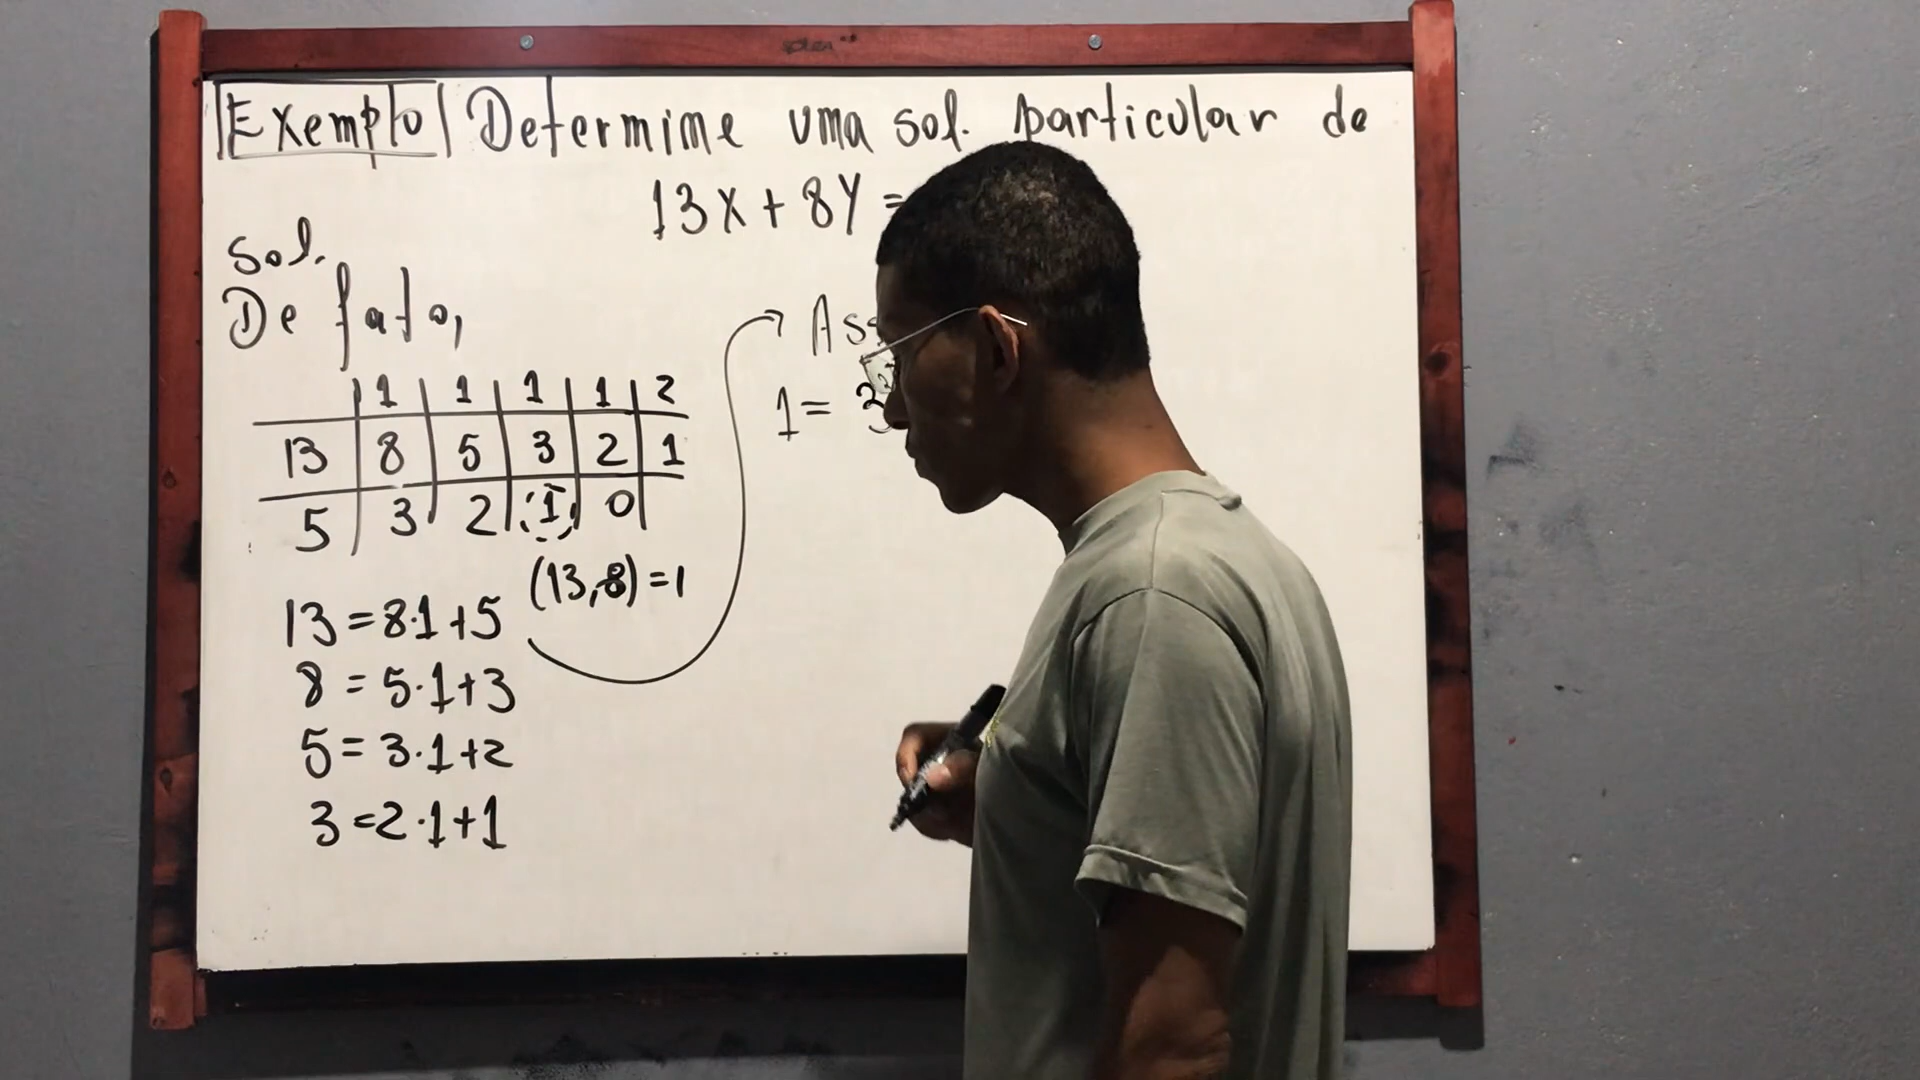 Exemplo Determine uma sol. particular de
13x + 8y =
Sol.
De fato,
1 1 1 1 2
13 8 5 3 2 1
5 3 2 1 0
(13,8) = 1
13 = 8·1 + 5
8 = 5·1 + 3
5 = 3·1 + 2
3 = 2·1 + 1
1 = 3